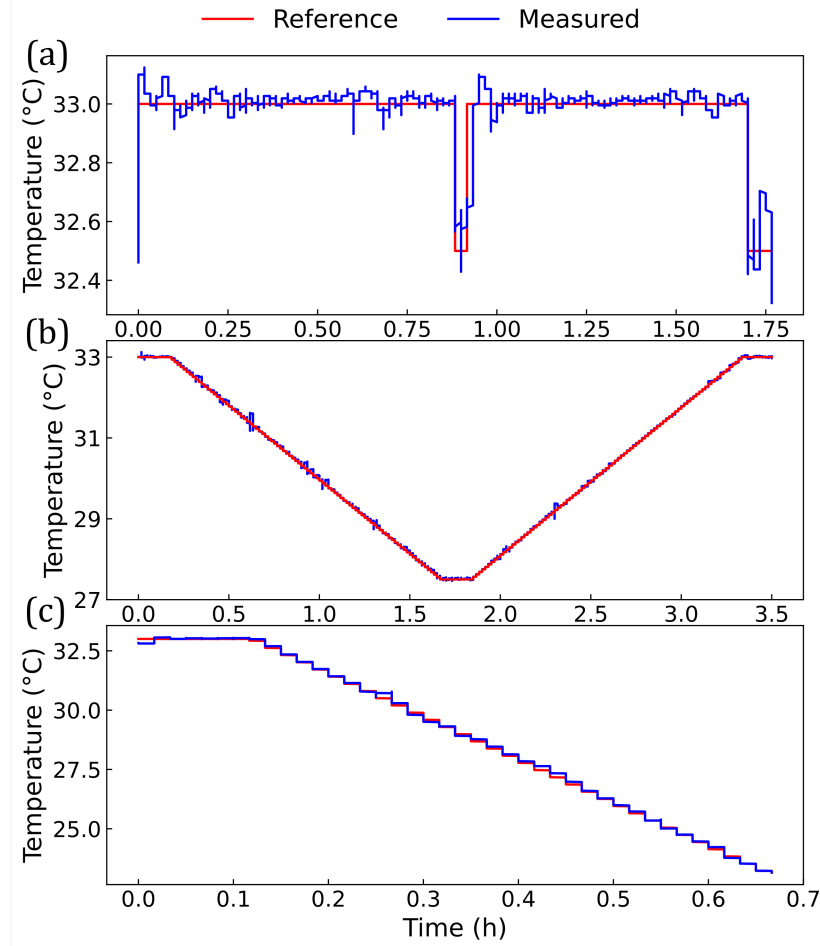 Reference Measured
(a)
Temperature (°C)
33.0
32.8
32.6
32.4
0.00 0.25 0.50 0.75 1.00 1.25 1.50 1.75
(b)
Temperature (°C)
33
31
29
27
0.0 0.5 1.0 1.5 2.0 2.5 3.0 3.5
(c)
Temperature (°C)
32.5
30.0
27.5
25.0
0.0 0.1 0.2 0.3 0.4 0.5 0.6 0.7
Time (h)